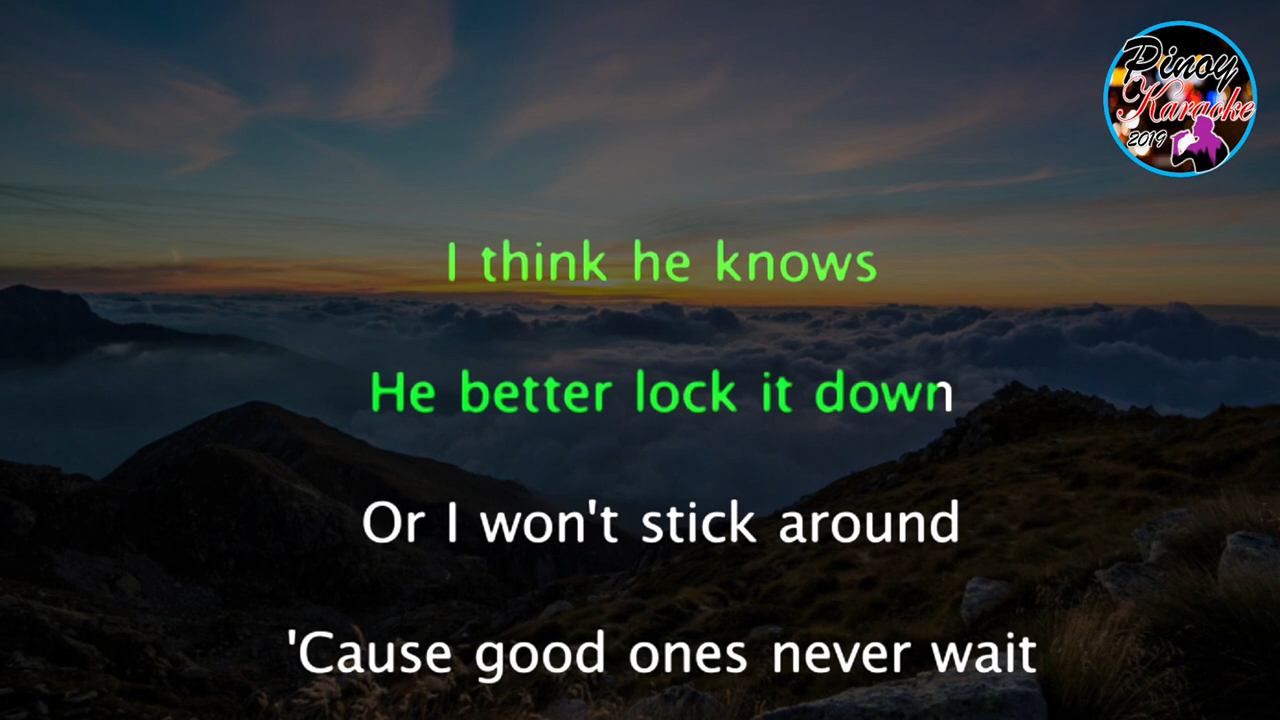 Pinoy
Karaoke
2019
I think he knows
He better lock it down
Or I won't stick around
'Cause good ones never wait